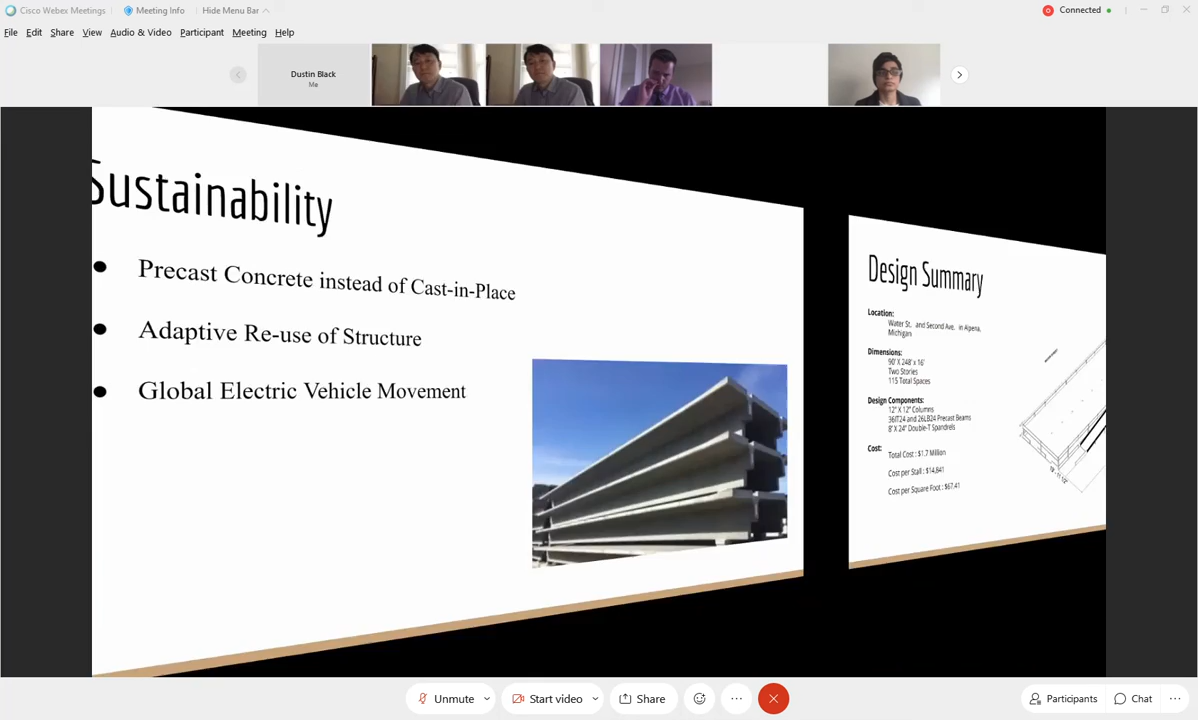 Cisco Webex Meetings
Meeting Info
Hide Menu Bar
Connected
File Edit Share View Audio & Video Participant Meeting Help
Dustin Black
Me
Sustainability
Precast Concrete instead of Cast-in-Place
Adaptive Re-use of Structure
Global Electric Vehicle Movement
Design Summary
Location:
Water St. and Second Ave. in Alpena,
Michigan
Dimensions:
90' X 248' x 16'
Two Stories
115 Total Spaces
Design Components:
12" X 12" Columns
36IT24 and 26LB24 Precast Beams
8' X 24" Double-T Spandrels
Cost:
Total Cost : $1.7 Million
Cost per Stall : $14,841
Cost per Square Foot : $67.41
Unmute
Start video
Share
Participants
Chat